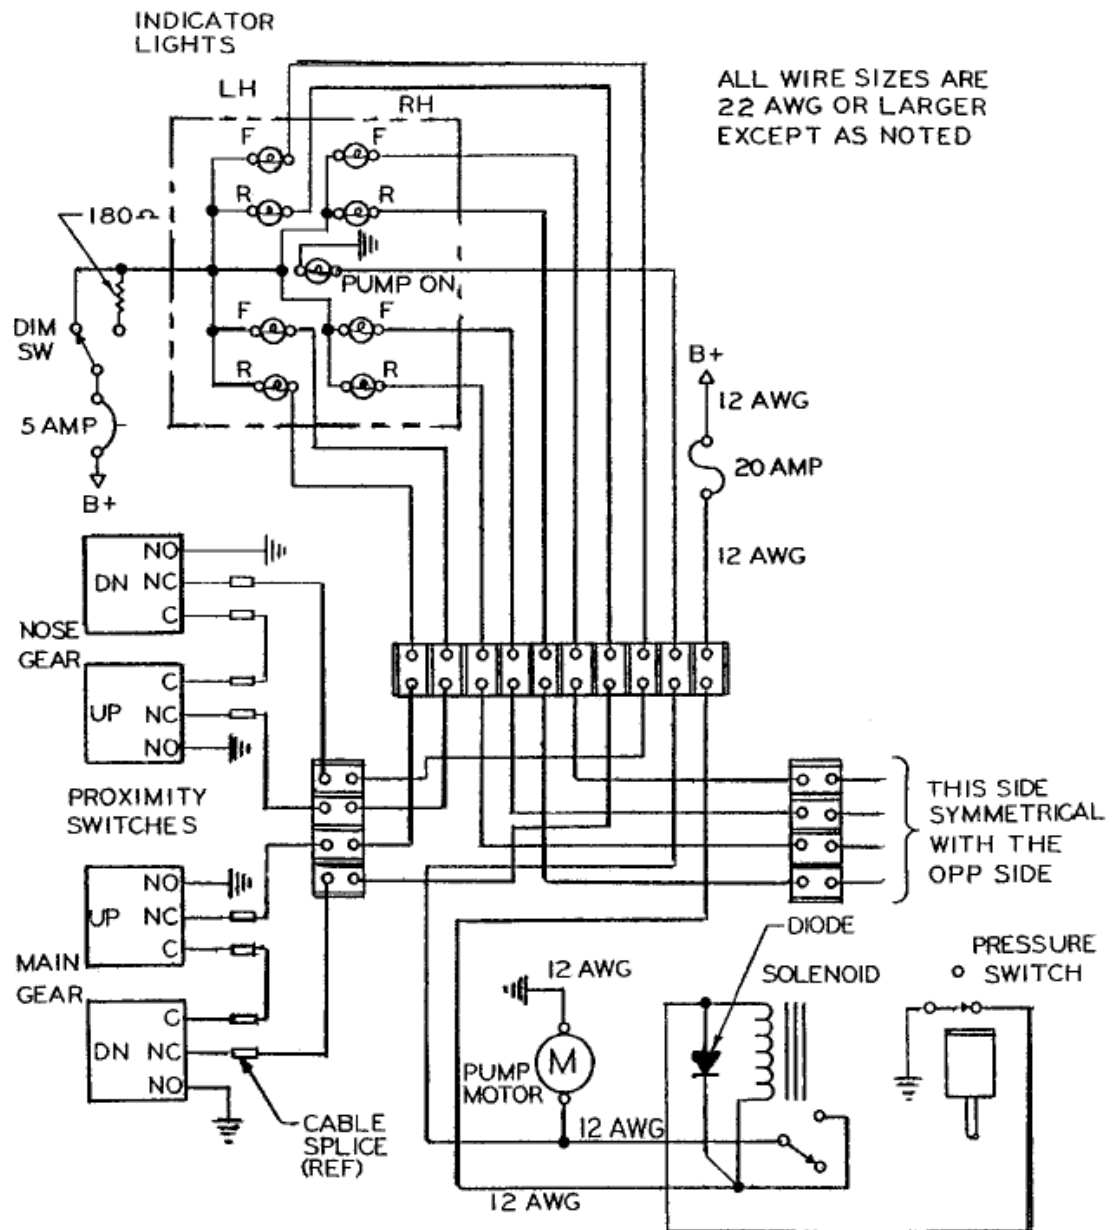 INDICATOR
LIGHTS
LH
RH
ALL WIRE SIZES ARE
22 AWG OR LARGER
EXCEPT AS NOTED
F
F
R
R
180Ω
PUMP ON
DIM
SW
F
F
R
R
5 AMP
B+
B+
12 AWG
20 AMP
12 AWG
NO
DN NC
C
NOSE
GEAR
C
UP NC
NO
PROXIMITY
SWITCHES
THIS SIDE
SYMMETRICAL
WITH THE
OPP SIDE
NO
UP NC
C
MAIN
GEAR
C
DN NC
NO
CABLE
SPLICE
(REF)
12 AWG
M
PUMP
MOTOR
12 AWG
12 AWG
DIODE
SOLENOID
PRESSURE
SWITCH